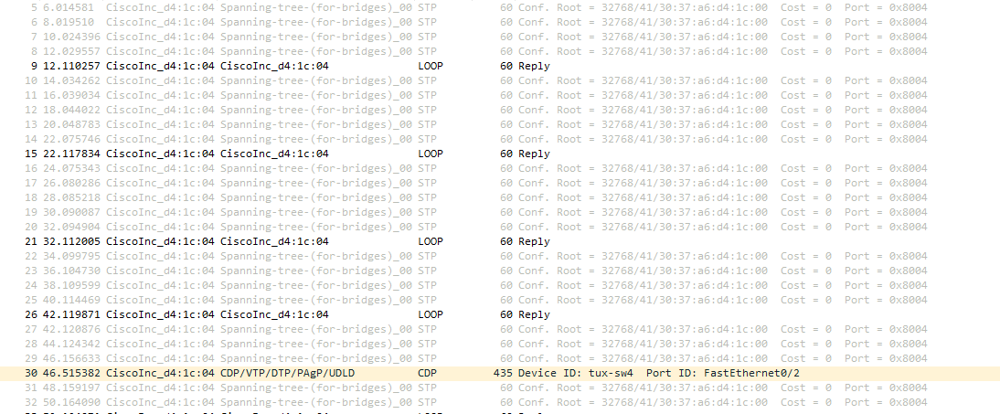 5 6.014581 CiscoInc_d4:1c:04 Spanning-tree-(for-bridges)_00 STP 60 Conf. Root = 32768/41/30:37:a6:d4:1c:00 Cost = 0 Port = 0x8004
6 8.019510 CiscoInc_d4:1c:04 Spanning-tree-(for-bridges)_00 STP 60 Conf. Root = 32768/41/30:37:a6:d4:1c:00 Cost = 0 Port = 0x8004
7 10.024396 CiscoInc_d4:1c:04 Spanning-tree-(for-bridges)_00 STP 60 Conf. Root = 32768/41/30:37:a6:d4:1c:00 Cost = 0 Port = 0x8004
8 12.029557 CiscoInc_d4:1c:04 Spanning-tree-(for-bridges)_00 STP 60 Conf. Root = 32768/41/30:37:a6:d4:1c:00 Cost = 0 Port = 0x8004
9 12.110257 CiscoInc_d4:1c:04 CiscoInc_d4:1c:04 LOOP 60 Reply
10 14.034262 CiscoInc_d4:1c:04 Spanning-tree-(for-bridges)_00 STP 60 Conf. Root = 32768/41/30:37:a6:d4:1c:00 Cost = 0 Port = 0x8004
11 16.039034 CiscoInc_d4:1c:04 Spanning-tree-(for-bridges)_00 STP 60 Conf. Root = 32768/41/30:37:a6:d4:1c:00 Cost = 0 Port = 0x8004
12 18.044022 CiscoInc_d4:1c:04 Spanning-tree-(for-bridges)_00 STP 60 Conf. Root = 32768/41/30:37:a6:d4:1c:00 Cost = 0 Port = 0x8004
13 20.048783 CiscoInc_d4:1c:04 Spanning-tree-(for-bridges)_00 STP 60 Conf. Root = 32768/41/30:37:a6:d4:1c:00 Cost = 0 Port = 0x8004
14 22.075746 CiscoInc_d4:1c:04 Spanning-tree-(for-bridges)_00 STP 60 Conf. Root = 32768/41/30:37:a6:d4:1c:00 Cost = 0 Port = 0x8004
15 22.117834 CiscoInc_d4:1c:04 CiscoInc_d4:1c:04 LOOP 60 Reply
16 24.075343 CiscoInc_d4:1c:04 Spanning-tree-(for-bridges)_00 STP 60 Conf. Root = 32768/41/30:37:a6:d4:1c:00 Cost = 0 Port = 0x8004
17 26.080286 CiscoInc_d4:1c:04 Spanning-tree-(for-bridges)_00 STP 60 Conf. Root = 32768/41/30:37:a6:d4:1c:00 Cost = 0 Port = 0x8004
18 28.085218 CiscoInc_d4:1c:04 Spanning-tree-(for-bridges)_00 STP 60 Conf. Root = 32768/41/30:37:a6:d4:1c:00 Cost = 0 Port = 0x8004
19 30.090087 CiscoInc_d4:1c:04 Spanning-tree-(for-bridges)_00 STP 60 Conf. Root = 32768/41/30:37:a6:d4:1c:00 Cost = 0 Port = 0x8004
20 32.094904 CiscoInc_d4:1c:04 Spanning-tree-(for-bridges)_00 STP 60 Conf. Root = 32768/41/30:37:a6:d4:1c:00 Cost = 0 Port = 0x8004
21 32.112005 CiscoInc_d4:1c:04 CiscoInc_d4:1c:04 LOOP 60 Reply
22 34.099795 CiscoInc_d4:1c:04 Spanning-tree-(for-bridges)_00 STP 60 Conf. Root = 32768/41/30:37:a6:d4:1c:00 Cost = 0 Port = 0x8004
23 36.104730 CiscoInc_d4:1c:04 Spanning-tree-(for-bridges)_00 STP 60 Conf. Root = 32768/41/30:37:a6:d4:1c:00 Cost = 0 Port = 0x8004
24 38.109599 CiscoInc_d4:1c:04 Spanning-tree-(for-bridges)_00 STP 60 Conf. Root = 32768/41/30:37:a6:d4:1c:00 Cost = 0 Port = 0x8004
25 40.114469 CiscoInc_d4:1c:04 Spanning-tree-(for-bridges)_00 STP 60 Conf. Root = 32768/41/30:37:a6:d4:1c:00 Cost = 0 Port = 0x8004
26 42.119871 CiscoInc_d4:1c:04 CiscoInc_d4:1c:04 LOOP 60 Reply
27 42.120876 CiscoInc_d4:1c:04 Spanning-tree-(for-bridges)_00 STP 60 Conf. Root = 32768/41/30:37:a6:d4:1c:00 Cost = 0 Port = 0x8004
28 44.124342 CiscoInc_d4:1c:04 Spanning-tree-(for-bridges)_00 STP 60 Conf. Root = 32768/41/30:37:a6:d4:1c:00 Cost = 0 Port = 0x8004
29 46.156633 CiscoInc_d4:1c:04 Spanning-tree-(for-bridges)_00 STP 60 Conf. Root = 32768/41/30:37:a6:d4:1c:00 Cost = 0 Port = 0x8004
30 46.515382 CiscoInc_d4:1c:04 CDP/VTP/DTP/PAgP/UDLD CDP 435 Device ID: tux-sw4 Port ID: FastEthernet0/2
31 48.159197 CiscoInc_d4:1c:04 Spanning-tree-(for-bridges)_00 STP 60 Conf. Root = 32768/41/30:37:a6:d4:1c:00 Cost = 0 Port = 0x8004
32 50.164090 CiscoInc_d4:1c:04 Spanning-tree-(for-bridges)_00 STP 60 Conf. Root = 32768/41/30:37:a6:d4:1c:00 Cost = 0 Port = 0x8004